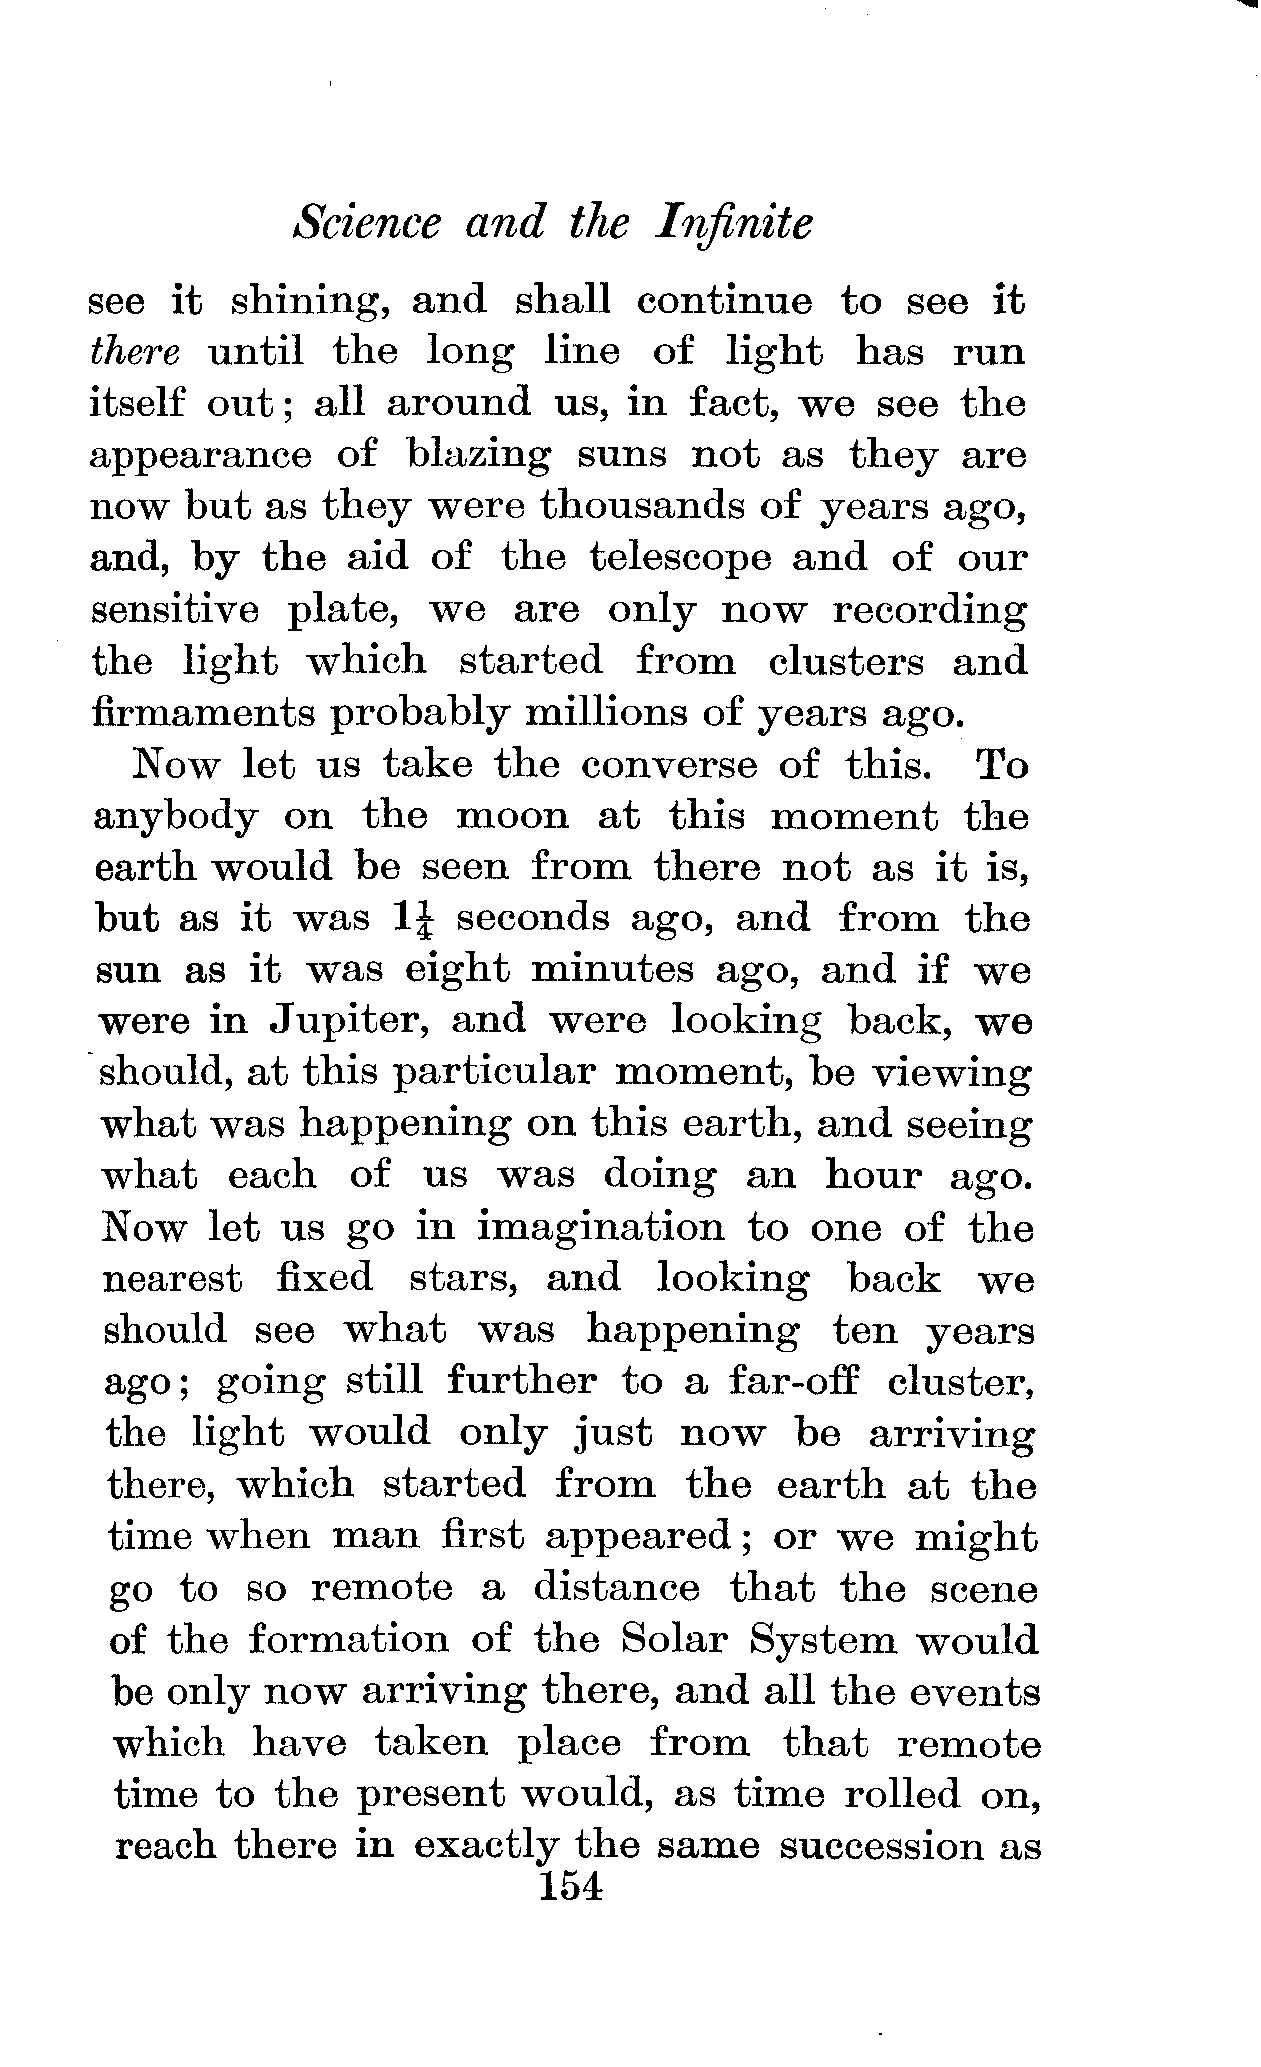 Science and the Infinite
see it shining, and shall continue to see it
there until the long line of light has run
itself out; all around us, in fact, we see the
appearance of blazing suns not as they are
now but as they were thousands of years ago,
and, by the aid of the telescope and of our
sensitive plate, we are only now recording
the light which started from clusters and
firmaments probably millions of years ago.
Now let us take the converse of this. To
anybody on the moon at this moment the
earth would be seen from there not as it is,
but as it was 1¼ seconds ago, and from the
sun as it was eight minutes ago, and if we
were in Jupiter, and were looking back, we
should, at this particular moment, be viewing
what was happening on this earth, and seeing
what each of us was doing an hour ago.
Now let us go in imagination to one of the
nearest fixed stars, and looking back we
should see what was happening ten years
ago; going still further to a far-off cluster,
the light would only just now be arriving
there, which started from the earth at the
time when man first appeared; or we might
go to so remote a distance that the scene
of the formation of the Solar System would
be only now arriving there, and all the events
which have taken place from that remote
time to the present would, as time rolled on,
reach there in exactly the same succession as
154